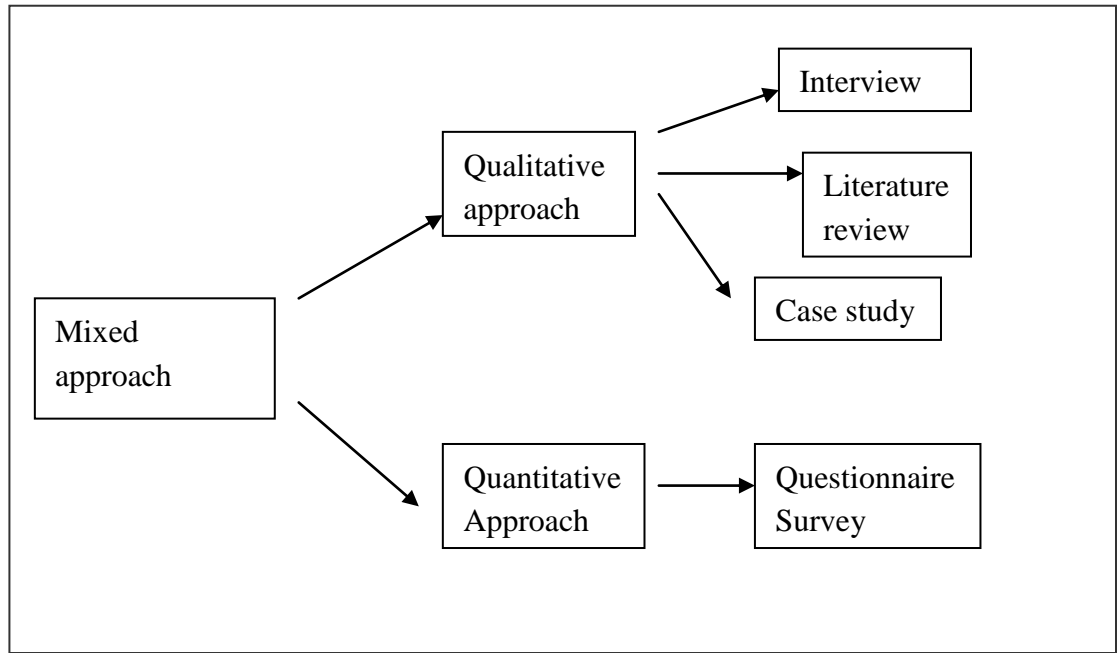 Interview
Qualitative
approach
Literature
review
Case study
Mixed
approach
Quantitative
Approach
Questionnaire
Survey